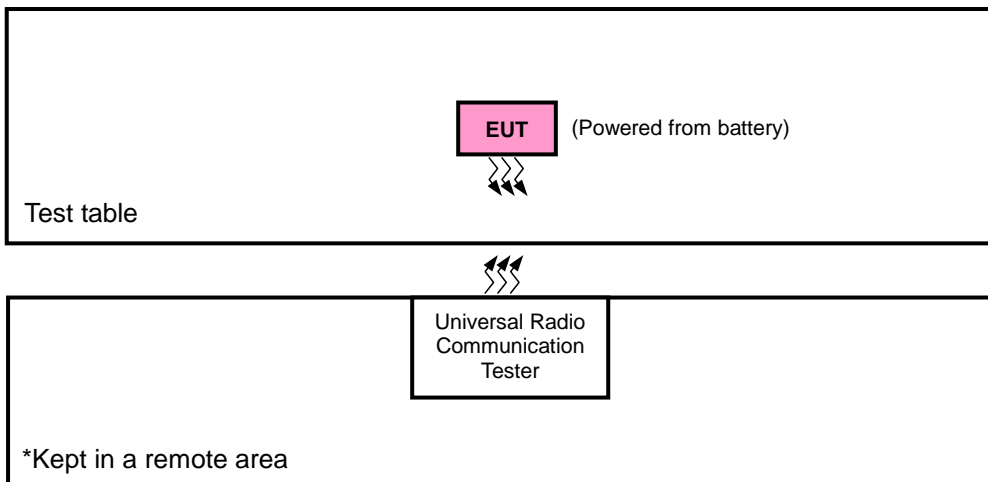 EUT
(Powered from battery)
Test table
Universal Radio
Communication
Tester
*Kept in a remote area